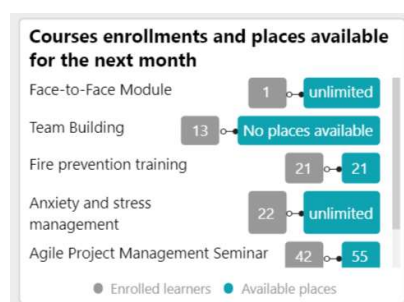 Courses enrollments and places available
for the next month
Face-to-Face Module 1 unlimited
Team Building 13 No places available
Fire prevention training 21 21
Anxiety and stress
management 22 unlimited
Agile Project Management Seminar 42 55
Enrolled learners Available places